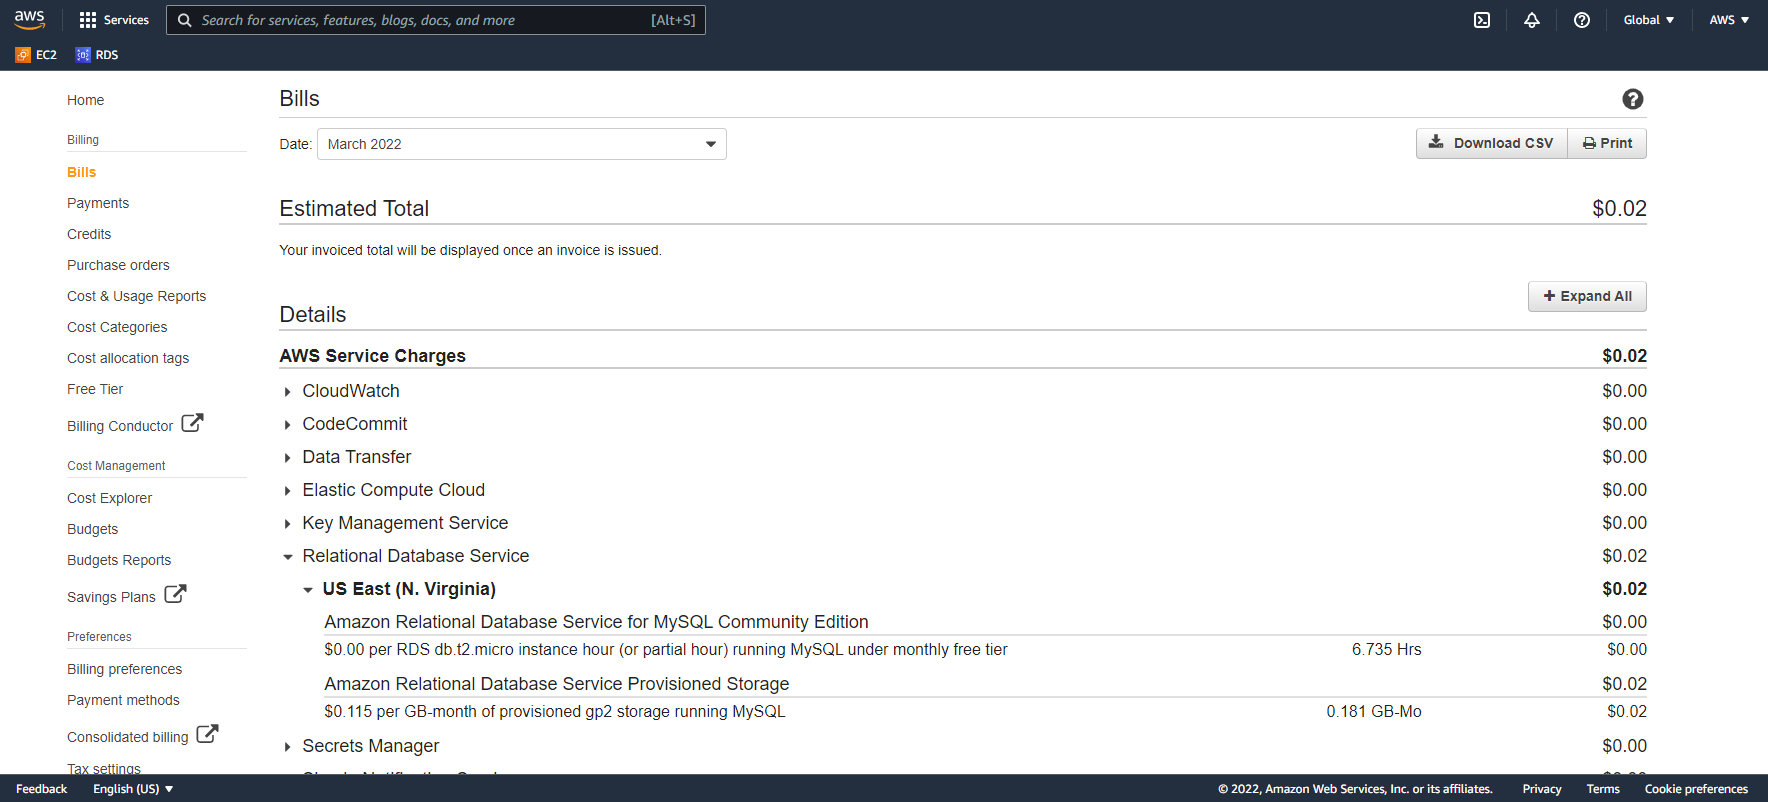 aws
Services
Search for services, features, blogs, docs, and more [Alt+S]
Global
AWS
EC2
RDS
Home
Billing
Bills
Payments
Credits
Purchase orders
Cost & Usage Reports
Cost Categories
Cost allocation tags
Free Tier
Billing Conductor
Cost Management
Cost Explorer
Budgets
Budgets Reports
Savings Plans
Preferences
Billing preferences
Payment methods
Consolidated billing
Tax settings
Bills
Date: March 2022
Download CSV
Print
Estimated Total $0.02
Your invoiced total will be displayed once an invoice is issued.
Expand All
Details
AWS Service Charges $0.02
CloudWatch $0.00
CodeCommit $0.00
Data Transfer $0.00
Elastic Compute Cloud $0.00
Key Management Service $0.00
Relational Database Service $0.02
US East (N. Virginia) $0.02
Amazon Relational Database Service for MySQL Community Edition $0.00
$0.00 per RDS db.t2.micro instance hour (or partial hour) running MySQL under monthly free tier 6.735 Hrs $0.00
Amazon Relational Database Service Provisioned Storage $0.02
$0.115 per GB-month of provisioned gp2 storage running MySQL 0.181 GB-Mo $0.02
Secrets Manager $0.00
Feedback
English (US)
© 2022, Amazon Web Services, Inc. or its affiliates.
Privacy
Terms
Cookie preferences